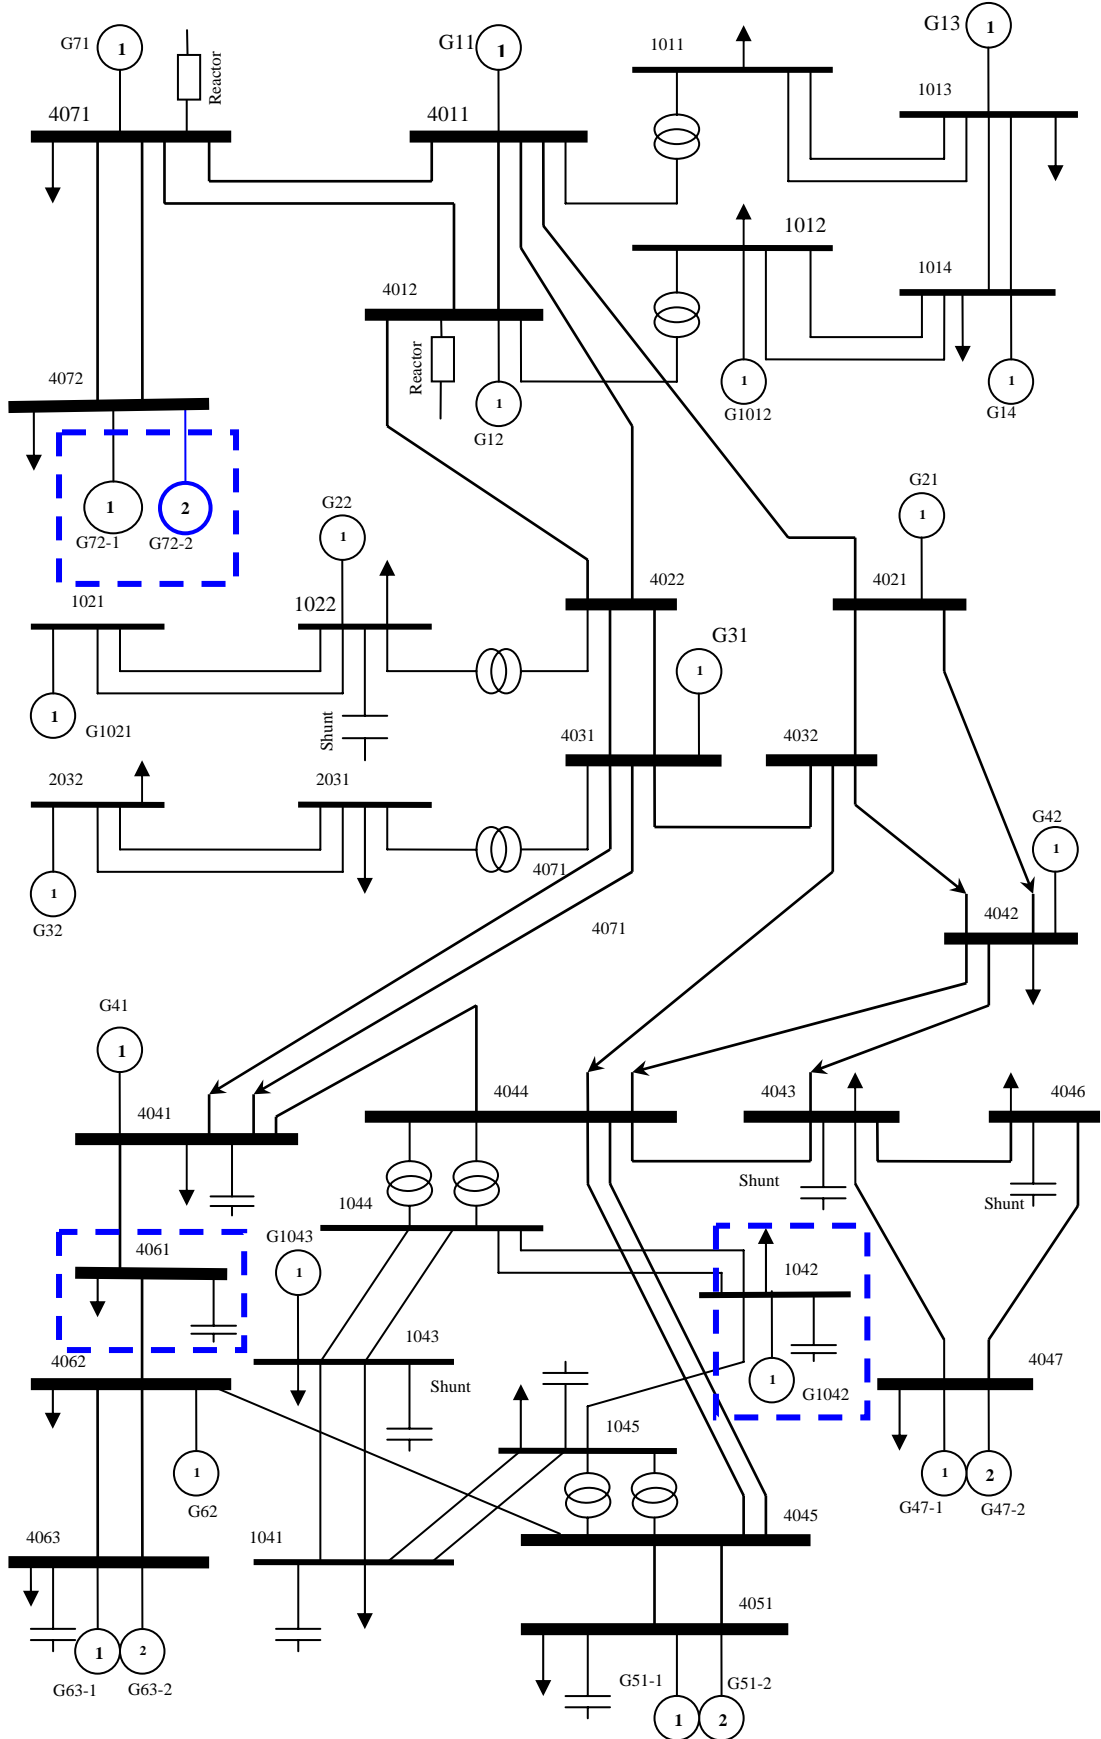 G71
1
Reactor
G11
1
1011
G13
1
1013
4071
4011
1012
1014
4012
Reactor
4072
1
G12
1
G1012
1
G14
1
2
G72-1
G72-2
G22
1
G21
1
1021
1022
4022
4021
G31
1
1
G1021
Shunt
4031
4032
2032
2031
G42
1
4071
1
G32
4071
4042
G41
1
4041
4044
4043
4046
Shunt
Shunt
1044
G1043
1
4061
1042
1043
Shunt
1
G1042
4062
4047
1045
1
G62
1
2
G47-1
G47-2
4063
1041
4045
4051
1
2
G63-1
G63-2
G51-1
G51-2
1
2